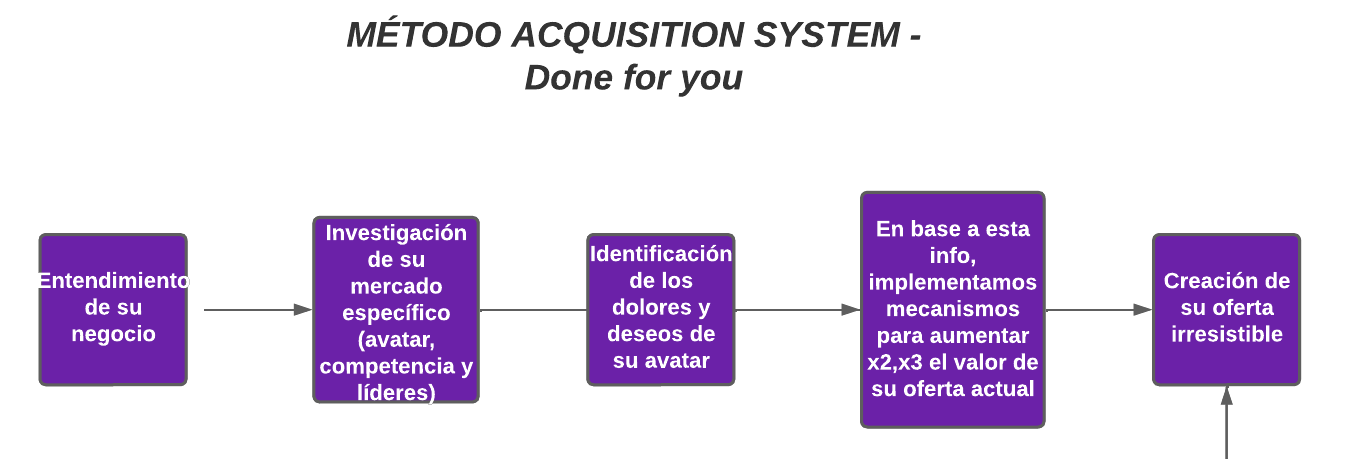 MÉTODO ACQUISITION SYSTEM -
Done for you
Entendimiento
de su
negocio
Investigación
de su
mercado
específico
(avatar,
competencia y
líderes)
Identificación
de los
dolores y
deseos de
su avatar
En base a esta
info,
implementamos
mecanismos
para aumentar
x2,x3 el valor de
su oferta actual
Creación de
su oferta
irresistible